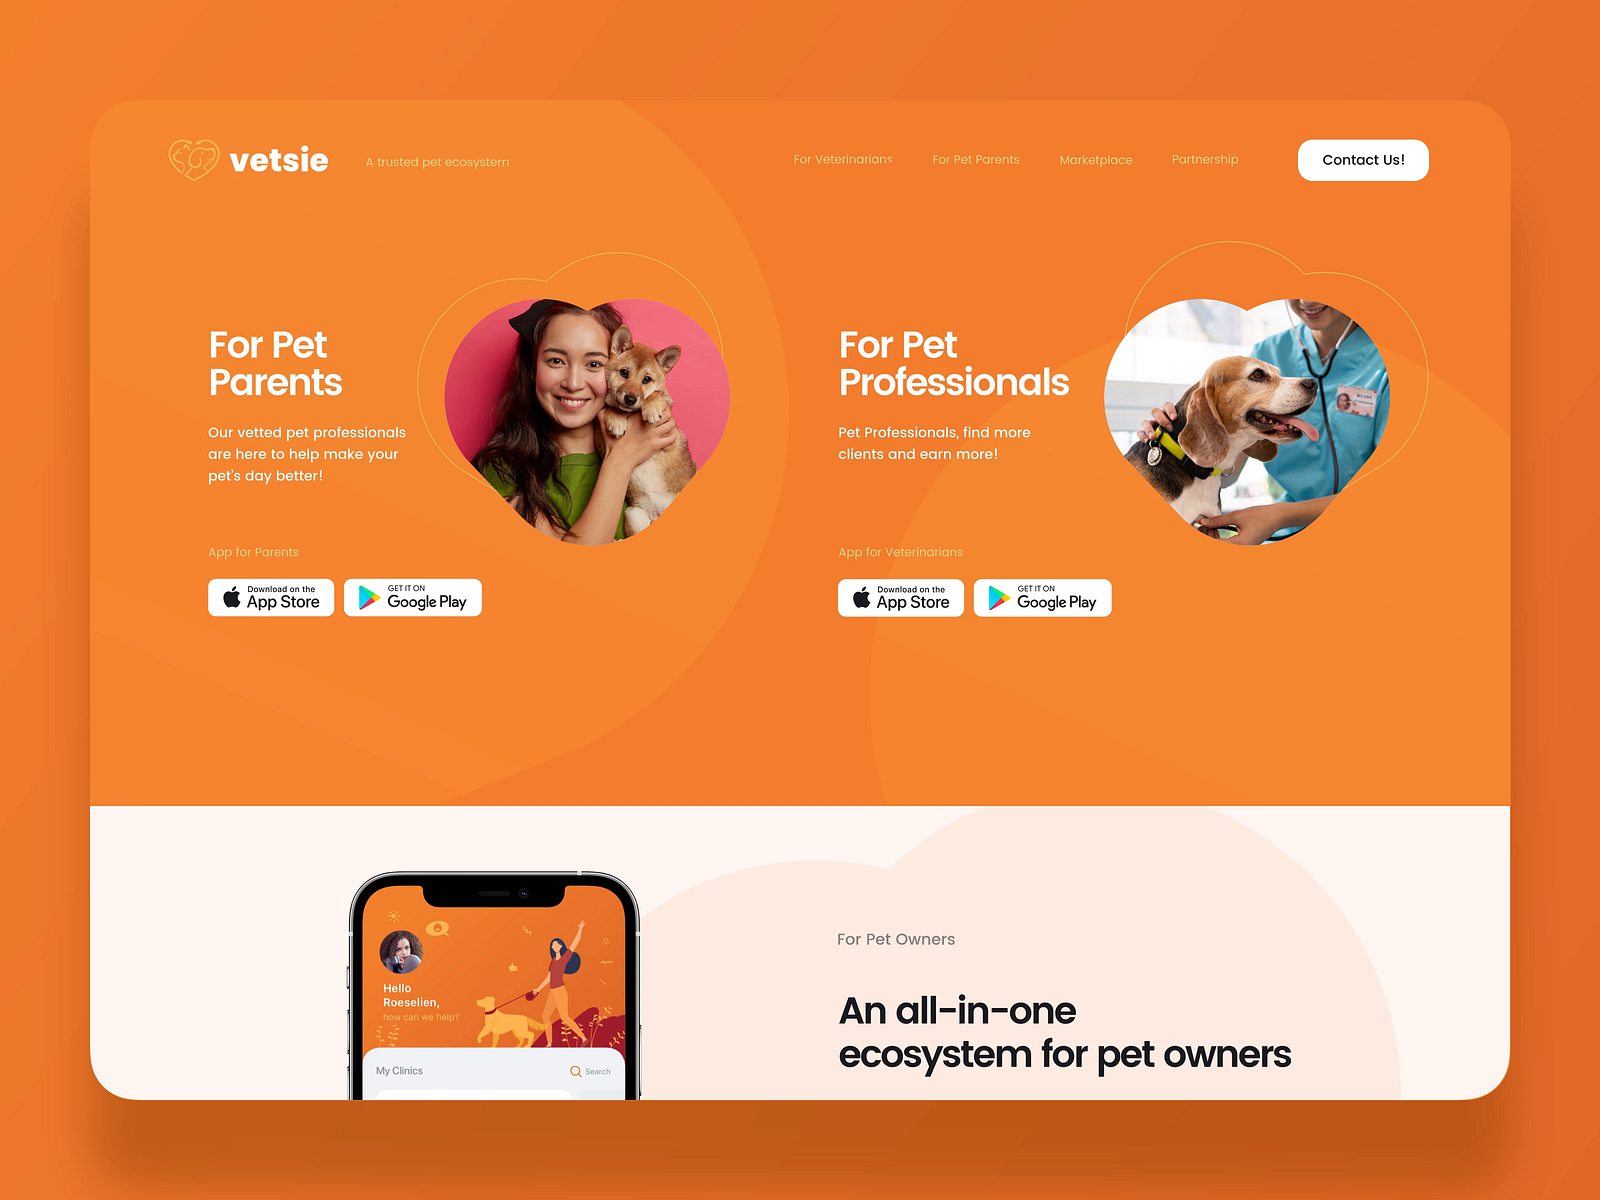 vetsie
A trusted pet ecosystem
For Veterinarians
For Pet Parents
Marketplace
Partnership
Contact Us!
For Pet
Parents
Our vetted pet professionals
are here to help make your
pet's day better!
App for Parents
Download on the
App Store
GET IT ON
Google Play
For Pet
Professionals
Pet Professionals, find more
clients and earn more!
MILANA
App for Veterinarians
Download on the
App Store
GET IT ON
Google Play
Hello
Roeselien,
how can we help?
My Clinics
Search
For Pet Owners
An all-in-one
ecosystem for pet owners